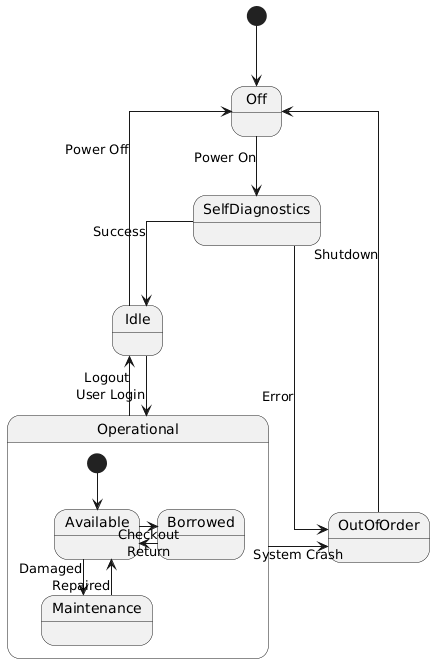 Off
Power Off
Power On
SelfDiagnostics
Success
Shutdown
Idle
Logout
User Login
Error
Operational
Available
Borrowed
OutOfOrder
Checkout
Return
System Crash
Damaged
Repaired
Maintenance